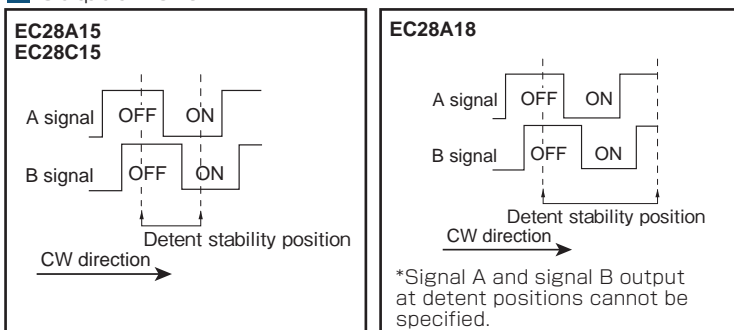 EC28A15
EC28C15
A signal OFF ON
B signal OFF ON
Detent stability position
CW direction
EC28A18
A signal OFF ON
B signal OFF ON
Detent stability position
CW direction
*Signal A and signal B output
at detent positions cannot be
specified.